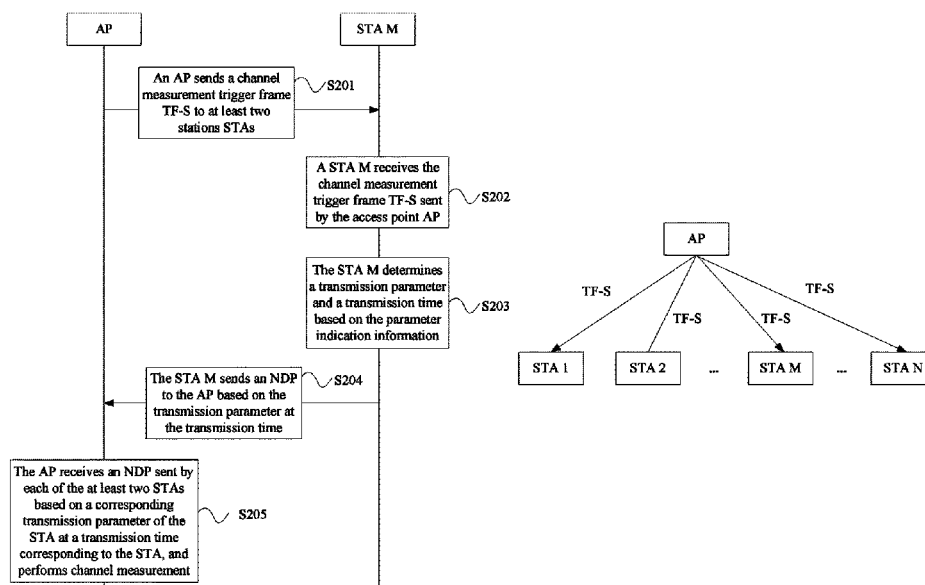 AP
STA M
An AP sends a channel
measurement trigger frame
TF-S to at least two
stations STAs
S201
A STA M receives the
channel measurement
trigger frame TF-S sent
by the access point AP
S202
The STA M determines
a transmission parameter
and a transmission time
based on the parameter
indication information
S203
The STA M sends an NDP
to the AP based on the
transmission parameter at
the transmission time
S204
The AP receives an NDP sent by
each of the at least two STAs
based on a corresponding
transmission parameter of the
STA at a transmission time
corresponding to the STA, and
performs channel measurement
S205
AP
TF-S
TF-S
TF-S
TF-S
STA 1
STA 2
...
STA M
...
STA N